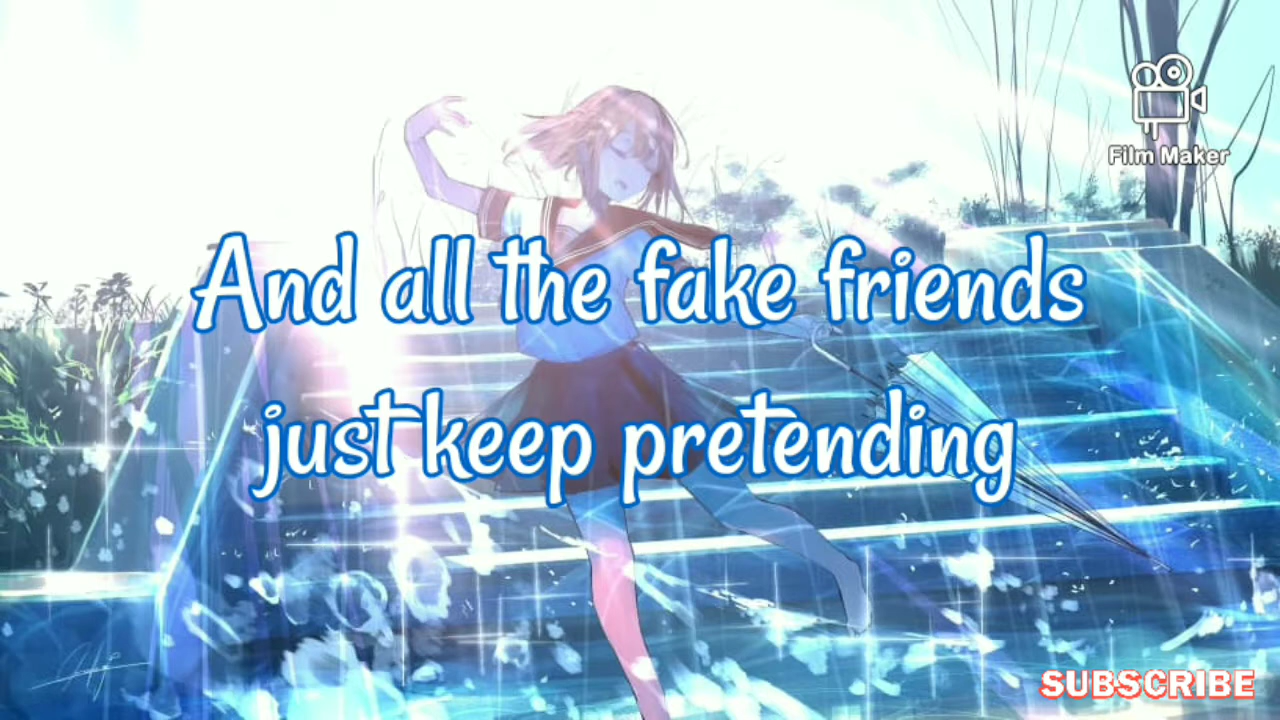 Film Maker
And all the fake friends
just keep pretending
SUBSCRIBE